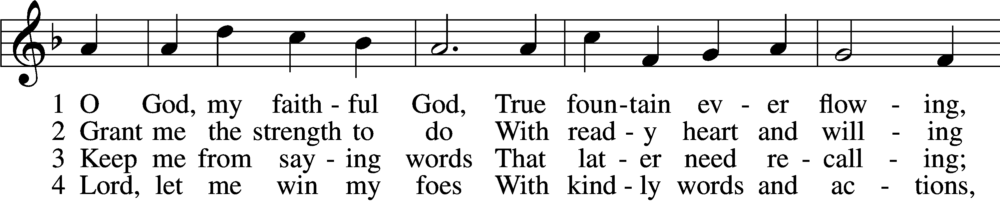 1 O God, my faith - ful God, True foun - tain ev - er flow - ing,
2 Grant me the strength to do With read - y heart and will - ing
3 Keep me from say - ing words That lat - er need re - call - ing;
4 Lord, let me win my foes With kind - ly words and ac - tions,